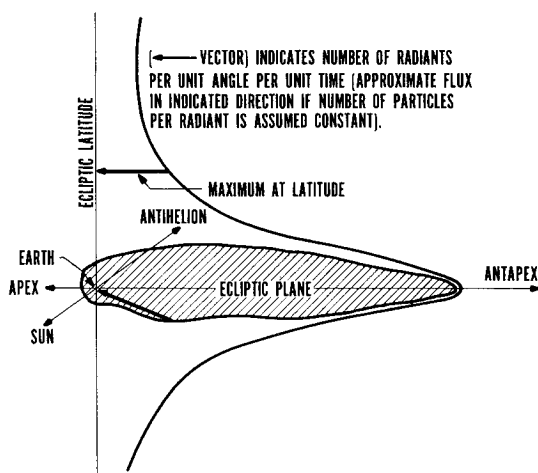 (← VECTOR) INDICATES NUMBER OF RADIANTS
PER UNIT ANGLE PER UNIT TIME (APPROXIMATE FLUX
IN INDICATED DIRECTION IF NUMBER OF PARTICLES
PER RADIANT IS ASSUMED CONSTANT).
ECLIPTIC LATITUDE
MAXIMUM AT LATITUDE
ANTIHELION
EARTH
ECLIPTIC PLANE
ANTAPEX
APEX
SUN